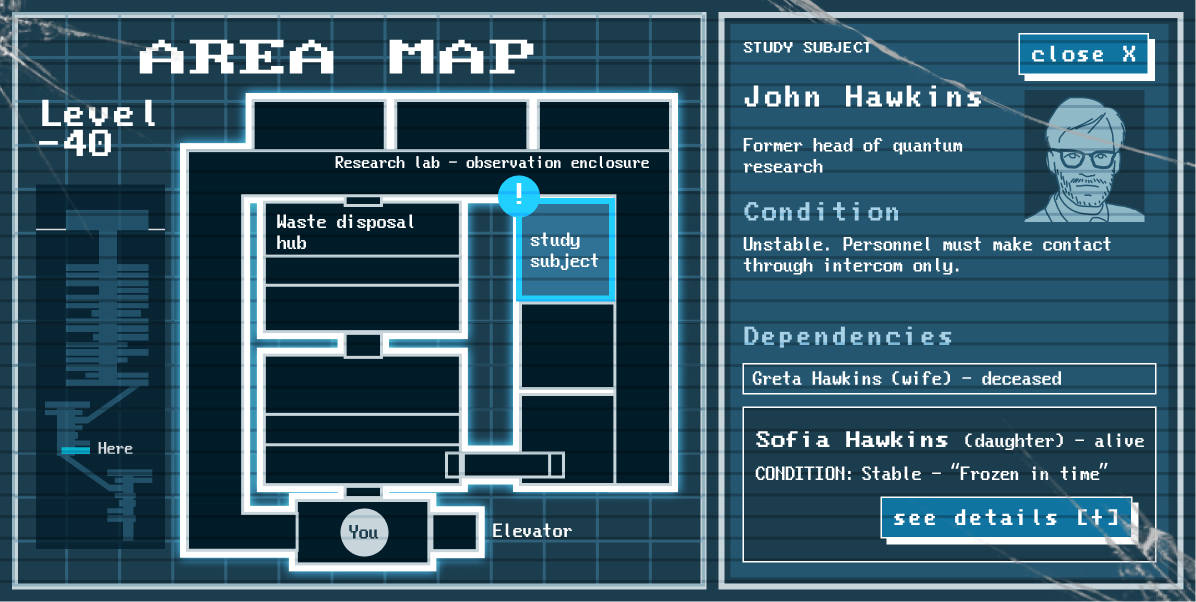 AREA MAP
Level
-40
Here
Research lab - observation enclosure
Waste disposal
hub
!
study
subject
You
Elevator
STUDY SUBJECT
close X
John Hawkins
Former head of quantum
research
Condition
Unstable. Personnel must make contact
through intercom only.
Dependencies
Greta Hawkins (wife) - deceased
Sofia Hawkins (daughter) - alive
CONDITION: Stable - “Frozen in time”
see details [+]